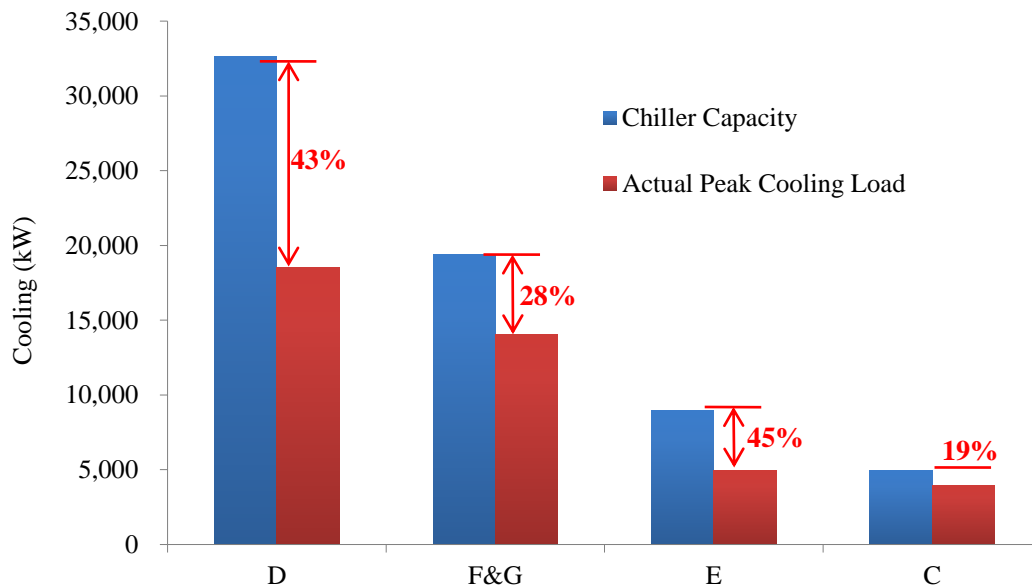 35,000
30,000
25,000
20,000
15,000
10,000
5,000
0
Cooling (kW)
Chiller Capacity
Actual Peak Cooling Load
43%
28%
45%
19%
D
F&G
E
C